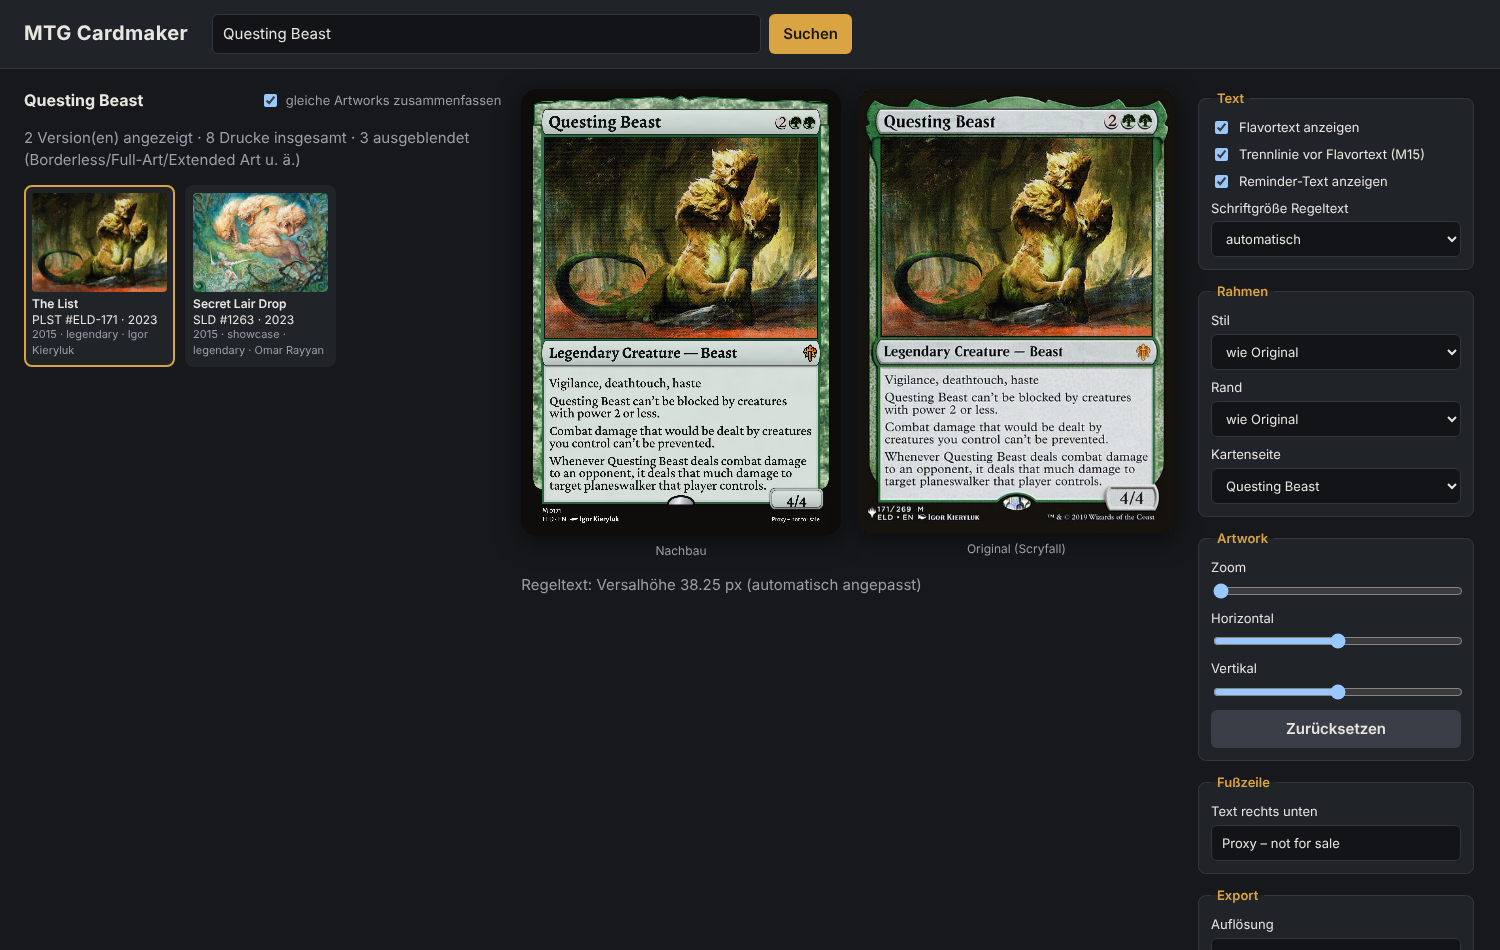 MTG Cardmaker
Questing Beast
Suchen
Questing Beast
gleiche Artworks zusammenfassen
2 Version(en) angezeigt · 8 Drucke insgesamt · 3 ausgeblendet
(Borderless/Full-Art/Extended Art u. ä.)
The List
PLST #ELD-171 · 2023
2015 · legendary · Igor
Kieryluk
Secret Lair Drop
SLD #1263 · 2023
2015 · showcase ·
legendary · Omar Rayyan
Questing Beast
2
Legendary Creature — Beast
Vigilance, deathtouch, haste
Questing Beast can't be blocked by creatures
with power 2 or less.
Combat damage that would be dealt by creatures
you control can't be prevented.
Whenever Questing Beast deals combat damage
to an opponent, it deals that much damage to
target planeswalker that player controls.
4/4
M 0171
ELD · EN Igor Kieryluk
Proxy – not for sale
Nachbau
Questing Beast
2
Legendary Creature — Beast
Vigilance, deathtouch, haste
Questing Beast can't be blocked by creatures
with power 2 or less.
Combat damage that would be dealt by
creatures you control can't be prevented.
Whenever Questing Beast deals combat damage
to an opponent, it deals that much damage to
target planeswalker that player controls.
4/4
171/269 M
ELD • EN Igor Kieryluk
™ & © 2019 Wizards of the Coast
Original (Scryfall)
Regeltext: Versalhöhe 38.25 px (automatisch angepasst)
Text
Flavortext anzeigen
Trennlinie vor Flavortext (M15)
Reminder-Text anzeigen
Schriftgröße Regeltext
automatisch
Rahmen
Stil
wie Original
Rand
wie Original
Kartenseite
Questing Beast
Artwork
Zoom
Horizontal
Vertikal
Zurücksetzen
Fußzeile
Text rechts unten
Proxy – not for sale
Export
Auflösung